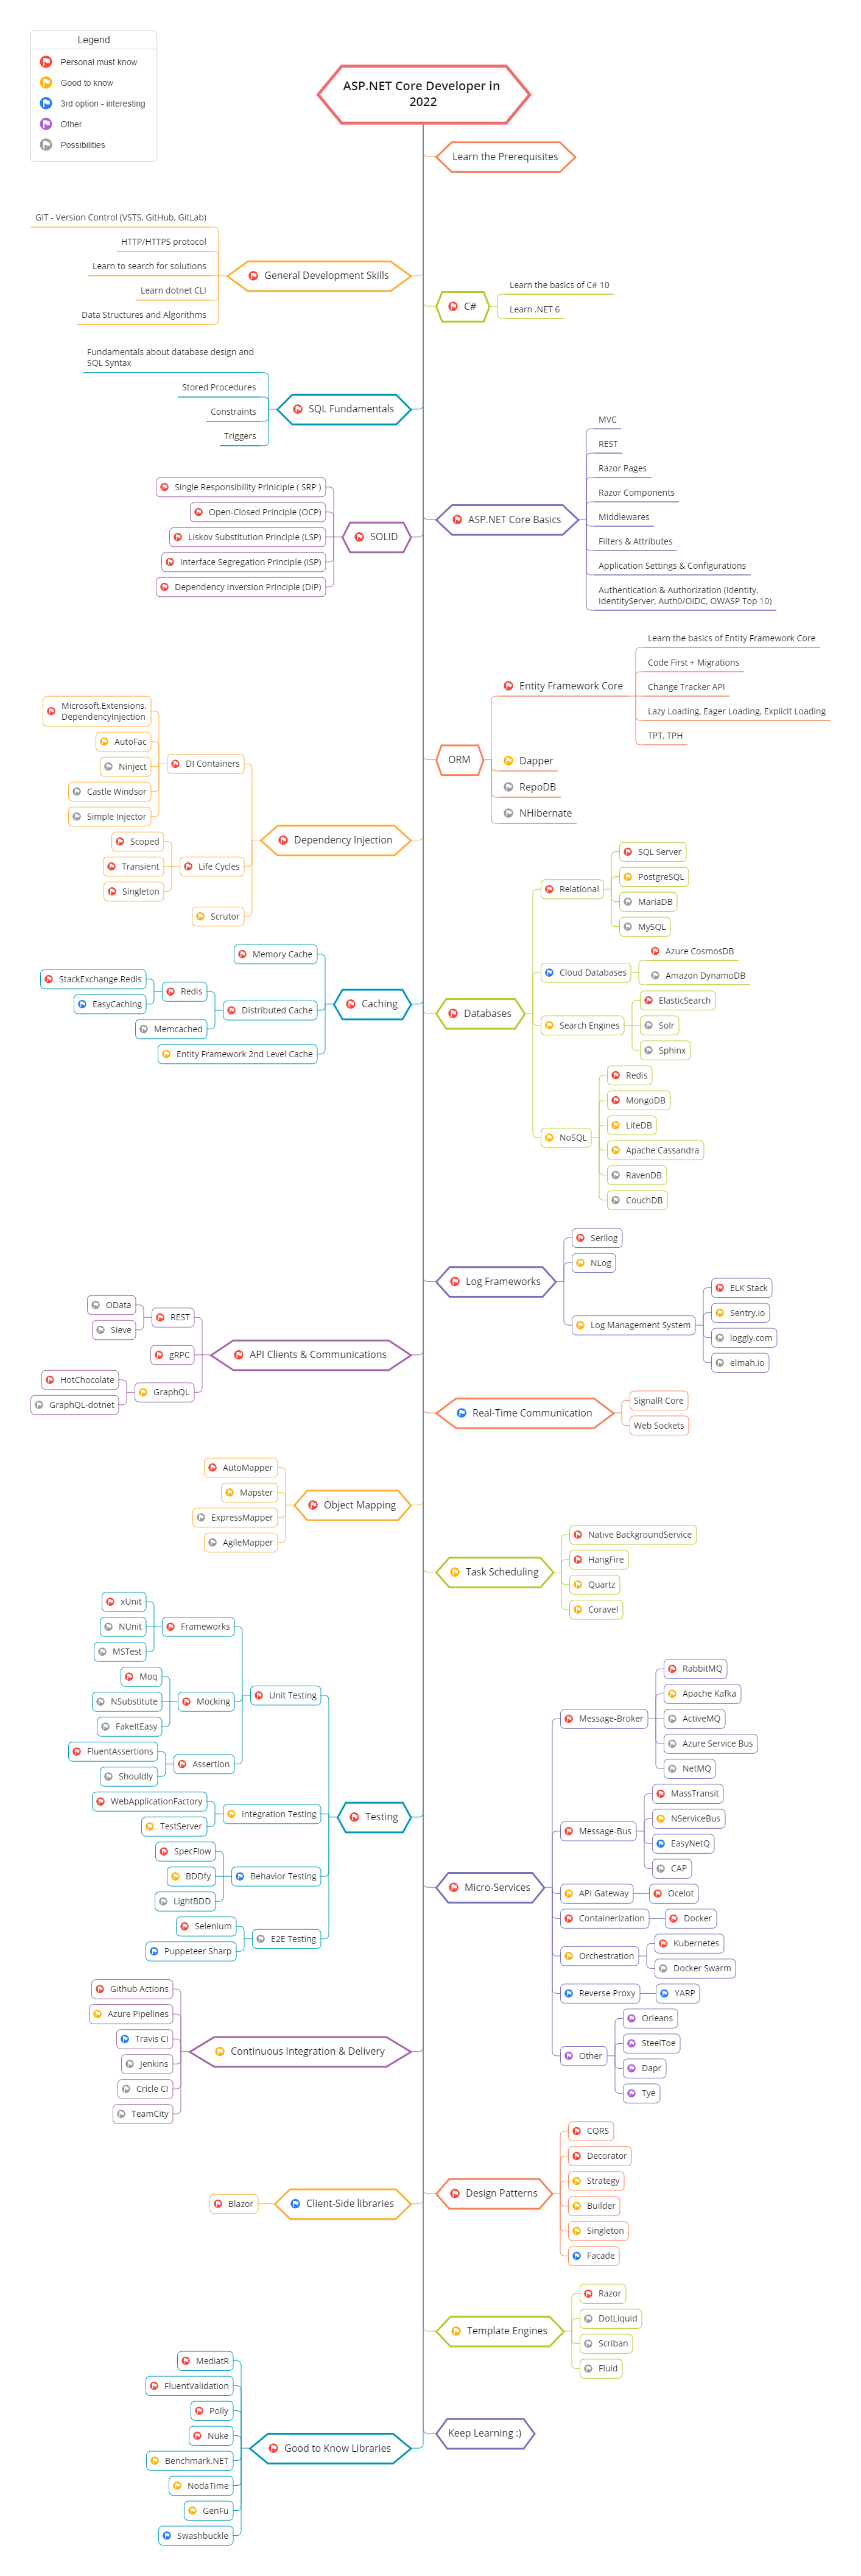 Legend
Personal must know
Good to know
3rd option - interesting
Other
Possibilities
ASP.NET Core Developer in
2022
Learn the Prerequisites
General Development Skills
GIT - Version Control (VSTS, GitHub, GitLab)
HTTP/HTTPS protocol
Learn to search for solutions
Learn dotnet CLI
Data Structures and Algorithms
C#
Learn the basics of C# 10
Learn .NET 6
SQL Fundamentals
Fundamentals about database design and
SQL Syntax
Stored Procedures
Constraints
Triggers
ASP.NET Core Basics
MVC
REST
Razor Pages
Razor Components
Middlewares
Filters & Attributes
Application Settings & Configurations
Authentication & Authorization (Identity,
IdentityServer, Auth0/OIDC, OWASP Top 10)
SOLID
Single Responsibility Priniciple ( SRP )
Open-Closed Principle (OCP)
Liskov Substitution Principle (LSP)
Interface Segregation Principle (ISP)
Dependency Inversion Principle (DIP)
ORM
Entity Framework Core
Learn the basics of Entity Framework Core
Code First + Migrations
Change Tracker API
Lazy Loading, Eager Loading, Explicit Loading
TPT, TPH
Dapper
RepoDB
NHibernate
Dependency Injection
DI Containers
Microsoft.Extensions.
DependencyInjection
AutoFac
Ninject
Castle Windsor
Simple Injector
Life Cycles
Scoped
Transient
Singleton
Scrutor
Databases
Relational
SQL Server
PostgreSQL
MariaDB
MySQL
Cloud Databases
Azure CosmosDB
Amazon DynamoDB
Search Engines
ElasticSearch
Solr
Sphinx
NoSQL
Redis
MongoDB
LiteDB
Apache Cassandra
RavenDB
CouchDB
Caching
Memory Cache
Distributed Cache
Redis
StackExchange.Redis
EasyCaching
Memcached
Entity Framework 2nd Level Cache
Log Frameworks
Serilog
NLog
Log Management System
ELK Stack
Sentry.io
loggly.com
elmah.io
API Clients & Communications
REST
OData
Sieve
gRPC
GraphQL
HotChocolate
GraphQL-dotnet
Real-Time Communication
SignalR Core
Web Sockets
Object Mapping
AutoMapper
Mapster
ExpressMapper
AgileMapper
Task Scheduling
Native BackgroundService
HangFire
Quartz
Coravel
Testing
Unit Testing
Frameworks
xUnit
NUnit
MSTest
Mocking
Moq
NSubstitute
FakeItEasy
Assertion
FluentAssertions
Shouldly
Integration Testing
WebApplicationFactory
TestServer
Behavior Testing
SpecFlow
BDDfy
LightBDD
E2E Testing
Selenium
Puppeteer Sharp
Micro-Services
Message-Broker
RabbitMQ
Apache Kafka
ActiveMQ
Azure Service Bus
NetMQ
Message-Bus
MassTransit
NServiceBus
EasyNetQ
CAP
API Gateway
Ocelot
Containerization
Docker
Orchestration
Kubernetes
Docker Swarm
Reverse Proxy
YARP
Other
Orleans
SteelToe
Dapr
Tye
Continuous Integration & Delivery
Github Actions
Azure Pipelines
Travis CI
Jenkins
Cricle CI
TeamCity
Design Patterns
CQRS
Decorator
Strategy
Builder
Singleton
Facade
Client-Side libraries
Blazor
Template Engines
Razor
DotLiquid
Scriban
Fluid
Good to Know Libraries
MediatR
FluentValidation
Polly
Nuke
Benchmark.NET
NodaTime
GenFu
Swashbuckle
Keep Learning :)